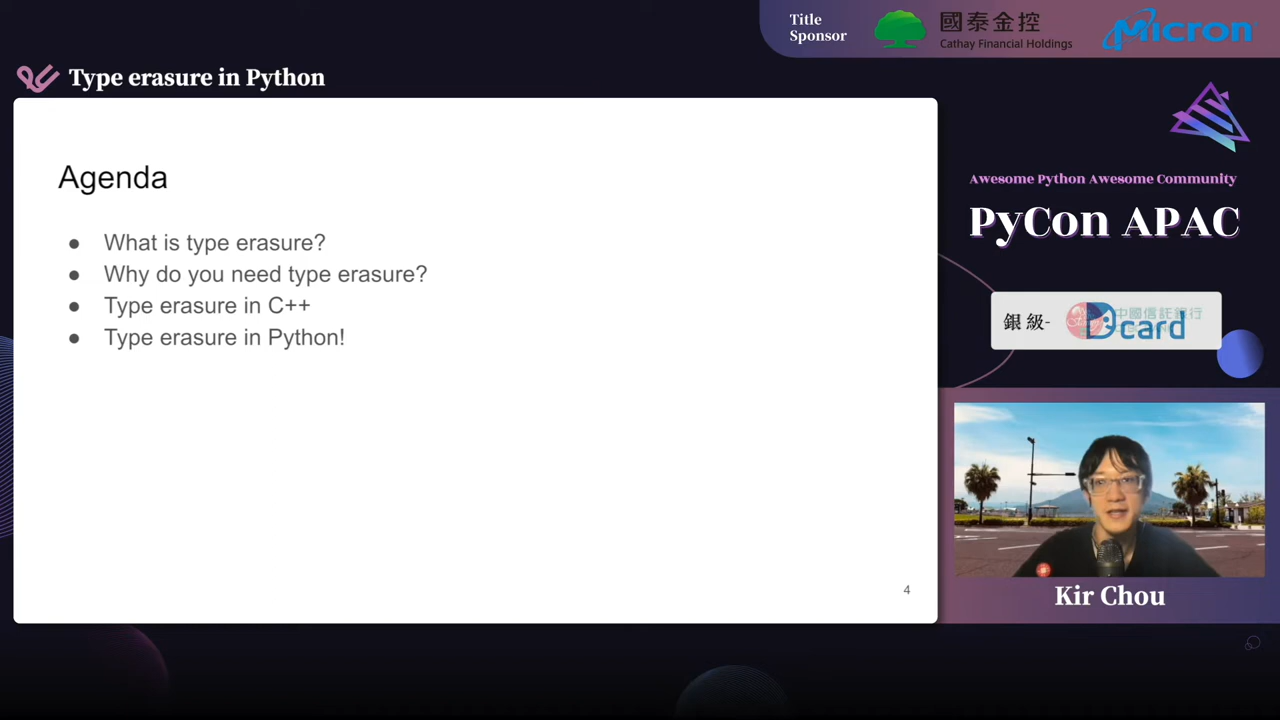 Title
Sponsor
國泰金控
Cathay Financial Holdings
Micron
Type erasure in Python
Agenda
What is type erasure?
Why do you need type erasure?
Type erasure in C++
Type erasure in Python!
4
Awesome Python Awesome Community
PyCon APAC
銀級-
中國信託銀行
Dcard
Kir Chou